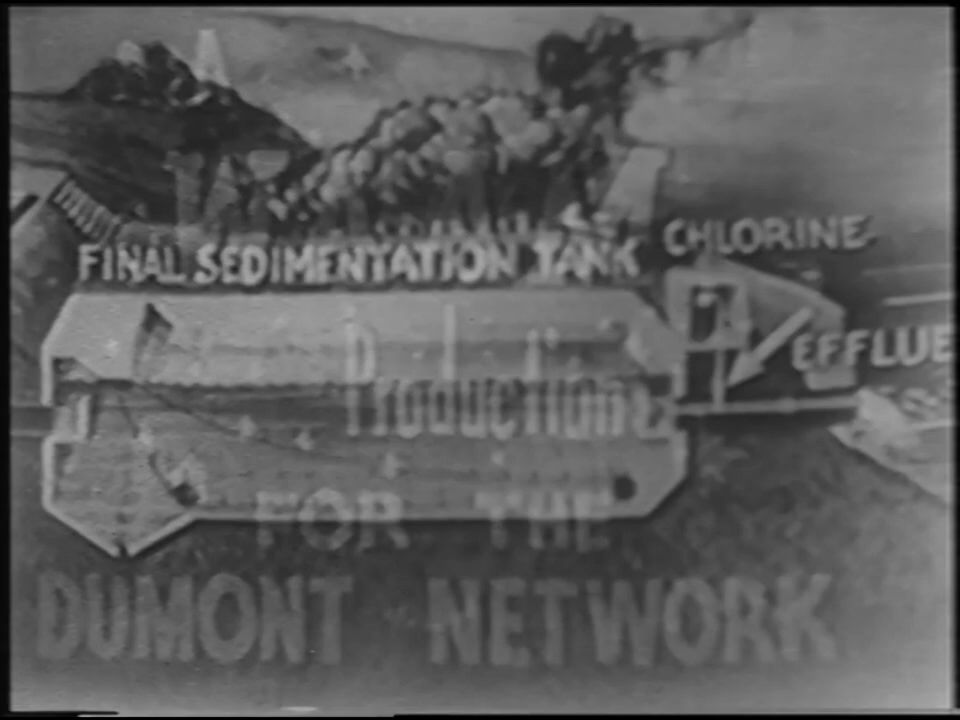 FINAL SEDIMENTATION TANK
CHLORINE
EFFLUE
Productions
FOR THE
DUMONT NETWORK